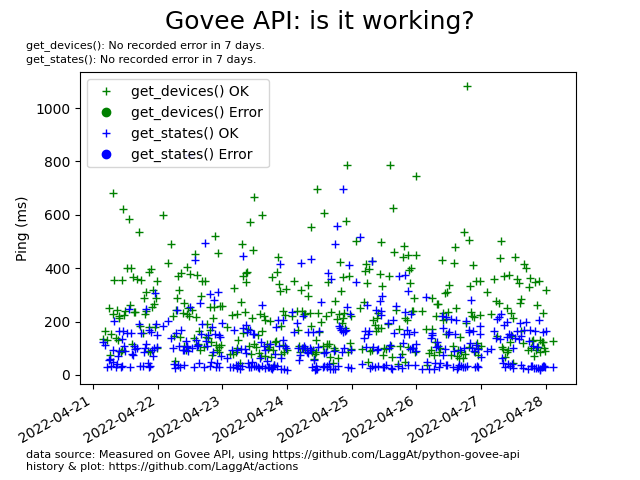 Govee API: is it working?
get_devices(): No recorded error in 7 days.
get_states(): No recorded error in 7 days.
get_devices() OK
get_devices() Error
get_states() OK
get_states() Error
Ping (ms)
1000
800
600
400
200
0
2022-04-21
2022-04-22
2022-04-23
2022-04-24
2022-04-25
2022-04-26
2022-04-27
2022-04-28
data source: Measured on Govee API, using https://github.com/LaggAt/python-govee-api
history & plot: https://github.com/LaggAt/actions